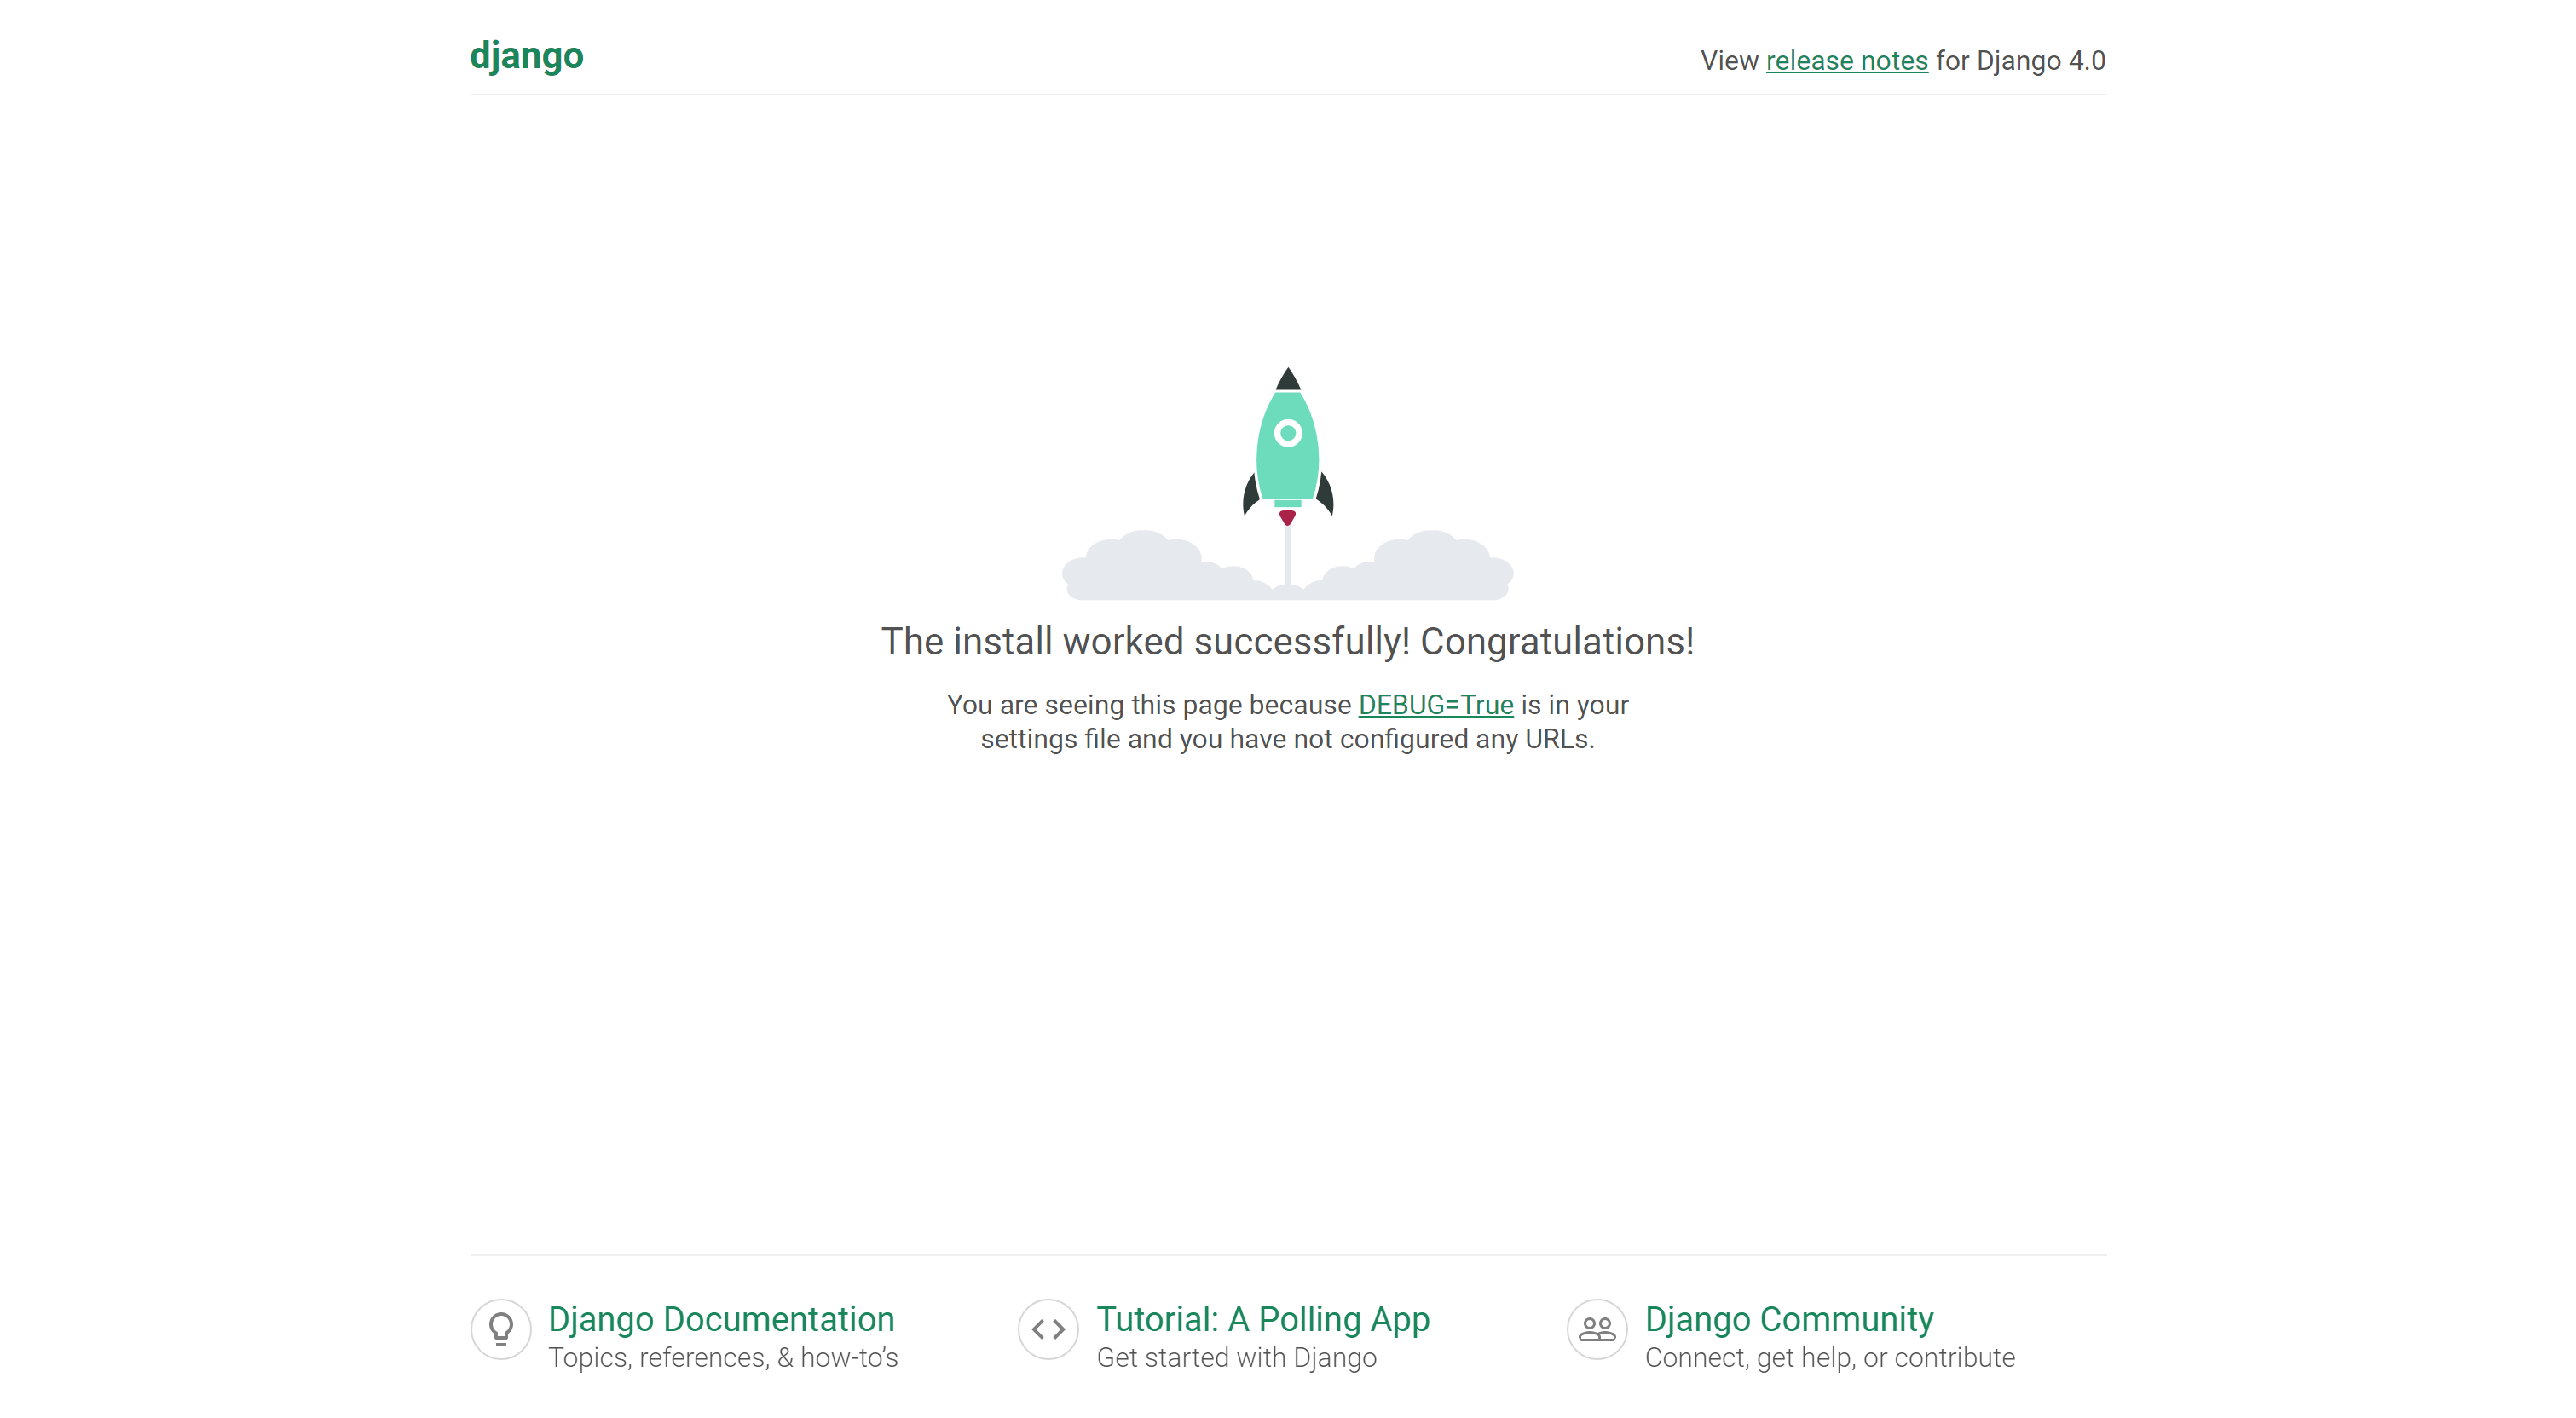 django
View release notes for Django 4.0
The install worked successfully! Congratulations!
You are seeing this page because DEBUG=True is in your
settings file and you have not configured any URLs.
Django Documentation
Topics, references, & how-to’s
Tutorial: A Polling App
Get started with Django
Django Community
Connect, get help, or contribute